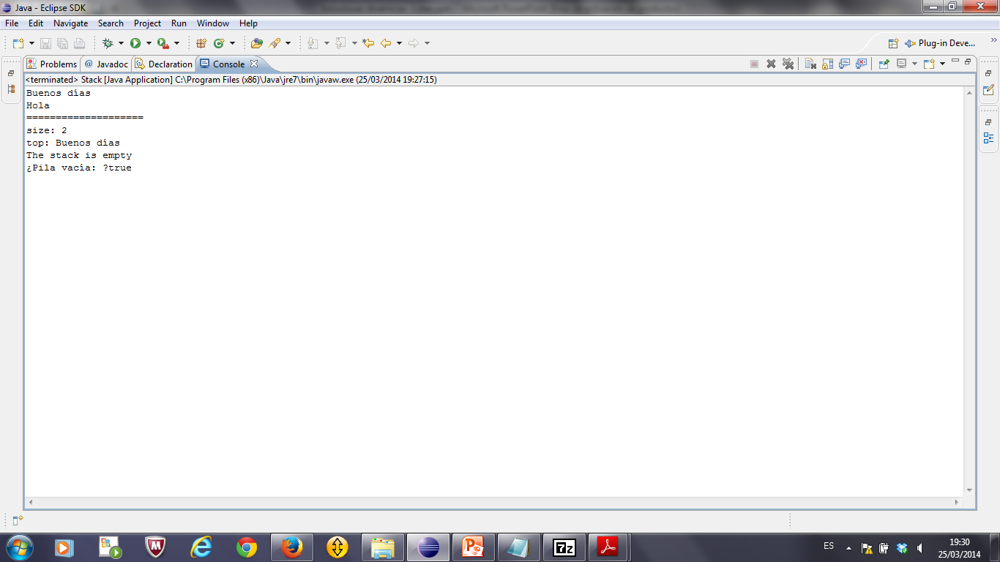 Java - Eclipse SDK
File Edit Navigate Search Project Run Window Help
Plug-in Deve...
Problems @ Javadoc Declaration Console
<terminated> Stack [Java Application] C:\Program Files (x86)\Java\jre7\bin\javaw.exe (25/03/2014 19:27:15)
Buenos días
Hola
====================
size: 2
top: Buenos días
The stack is empty
¿Pila vacía: ?true
ES
19:30
25/03/2014